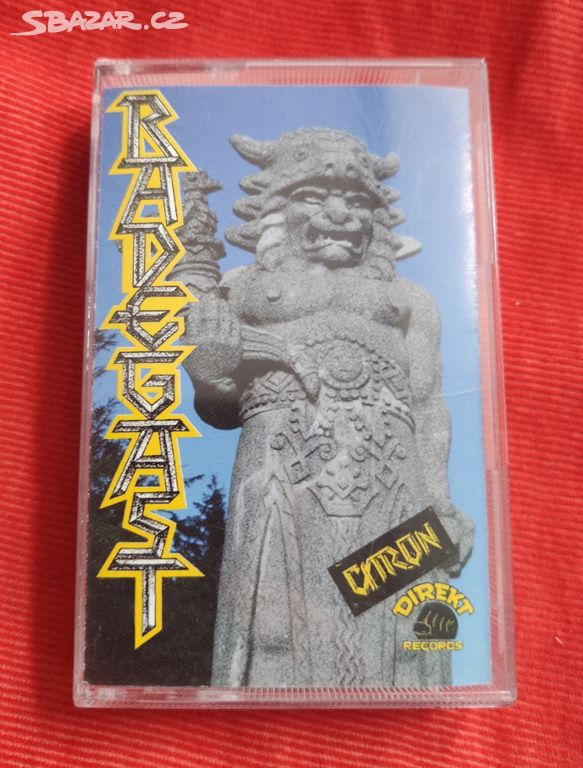 SBAZAR.CZ
RADEGAST
CITRON
DIREKT
RECORDS